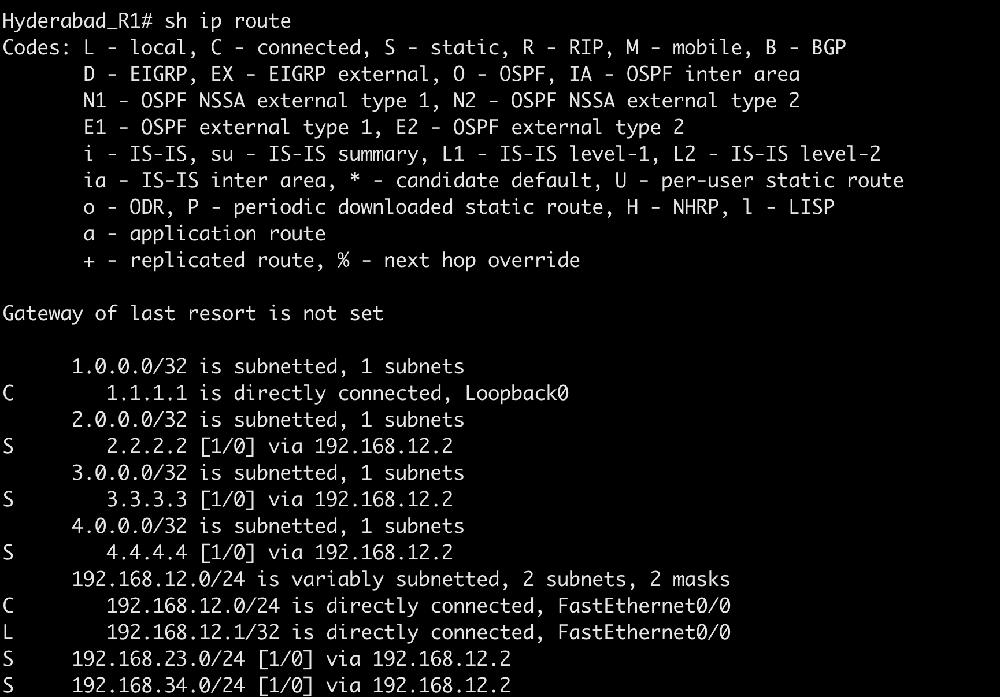 Hyderabad_R1# sh ip route
Codes: L - local, C - connected, S - static, R - RIP, M - mobile, B - BGP
       D - EIGRP, EX - EIGRP external, O - OSPF, IA - OSPF inter area
       N1 - OSPF NSSA external type 1, N2 - OSPF NSSA external type 2
       E1 - OSPF external type 1, E2 - OSPF external type 2
       i - IS-IS, su - IS-IS summary, L1 - IS-IS level-1, L2 - IS-IS level-2
       ia - IS-IS inter area, * - candidate default, U - per-user static route
       o - ODR, P - periodic downloaded static route, H - NHRP, l - LISP
       a - application route
       + - replicated route, % - next hop override

Gateway of last resort is not set

      1.0.0.0/32 is subnetted, 1 subnets
C        1.1.1.1 is directly connected, Loopback0
      2.0.0.0/32 is subnetted, 1 subnets
S        2.2.2.2 [1/0] via 192.168.12.2
      3.0.0.0/32 is subnetted, 1 subnets
S        3.3.3.3 [1/0] via 192.168.12.2
      4.0.0.0/32 is subnetted, 1 subnets
S        4.4.4.4 [1/0] via 192.168.12.2
      192.168.12.0/24 is variably subnetted, 2 subnets, 2 masks
C        192.168.12.0/24 is directly connected, FastEthernet0/0
L        192.168.12.1/32 is directly connected, FastEthernet0/0
S     192.168.23.0/24 [1/0] via 192.168.12.2
S     192.168.34.0/24 [1/0] via 192.168.12.2